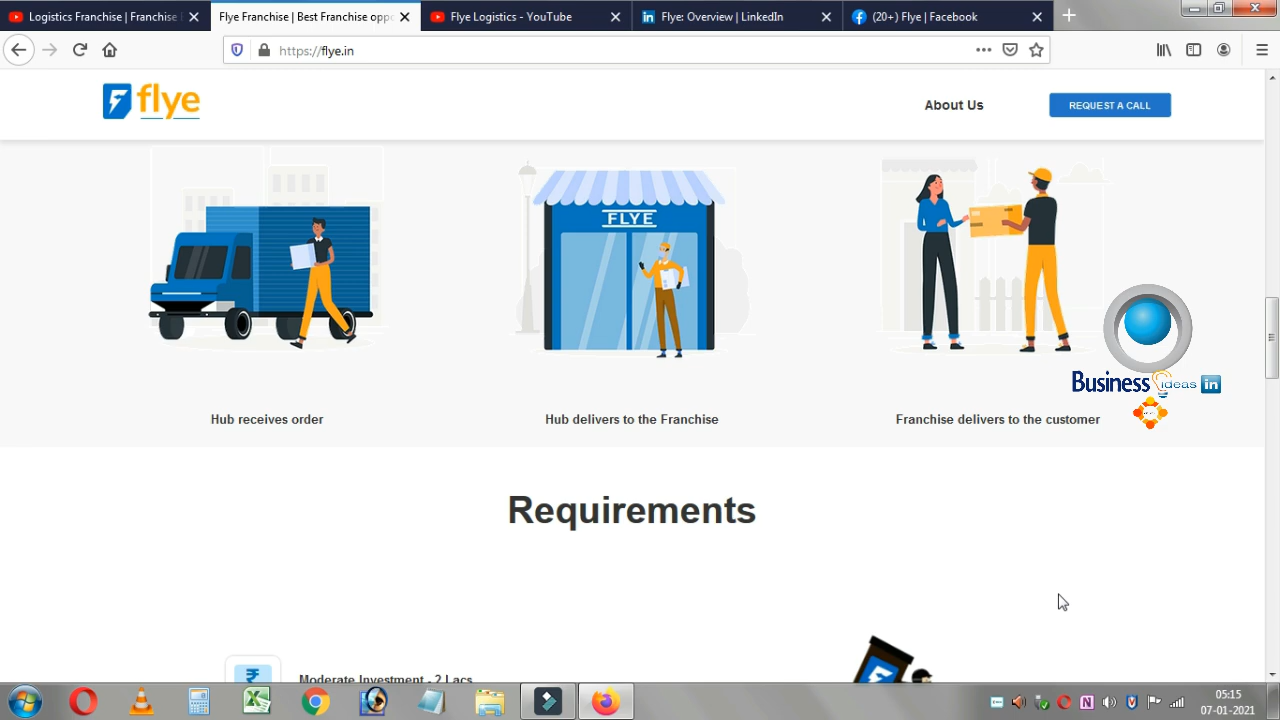 Logistics Franchise | Franchise
Flye Franchise | Best Franchise oppo
Flye Logistics - YouTube
Flye: Overview | LinkedIn
(20+) Flye | Facebook
https://flye.in
flye
About Us
REQUEST A CALL
FLYE
Business ideas in
Hub receives order
Hub delivers to the Franchise
Franchise delivers to the customer
Requirements
₹
Moderate Investment - 2 Lacs
05:15
07-01-2021